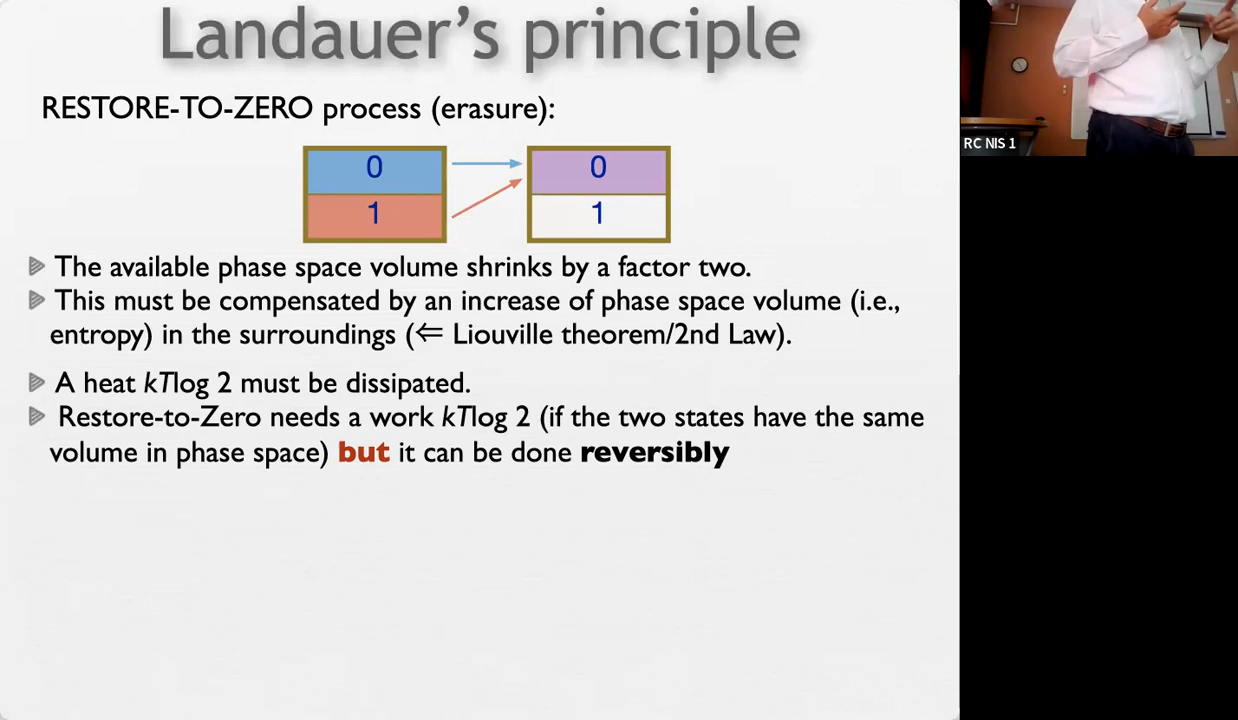 Landauer's principle
RESTORE-TO-ZERO process (erasure):
0 0
1 1
The available phase space volume shrinks by a factor two.
This must be compensated by an increase of phase space volume (i.e.,
entropy) in the surroundings (⇐ Liouville theorem/2nd Law).
A heat kTlog 2 must be dissipated.
Restore-to-Zero needs a work kTlog 2 (if the two states have the same
volume in phase space) but it can be done reversibly
RC NIS 1